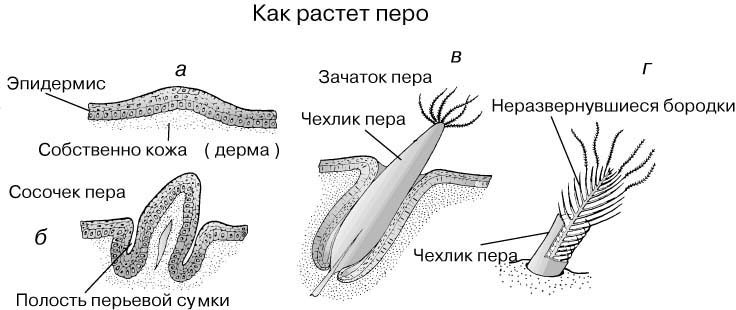 Как растет перо
а
Эпидермис
Собственно кожа ( дерма )
Сосочек пера
б
Полость перьевой сумки
в
Зачаток пера
Чехлик пера
г
Неразвернувшиеся бородки
Чехлик пера